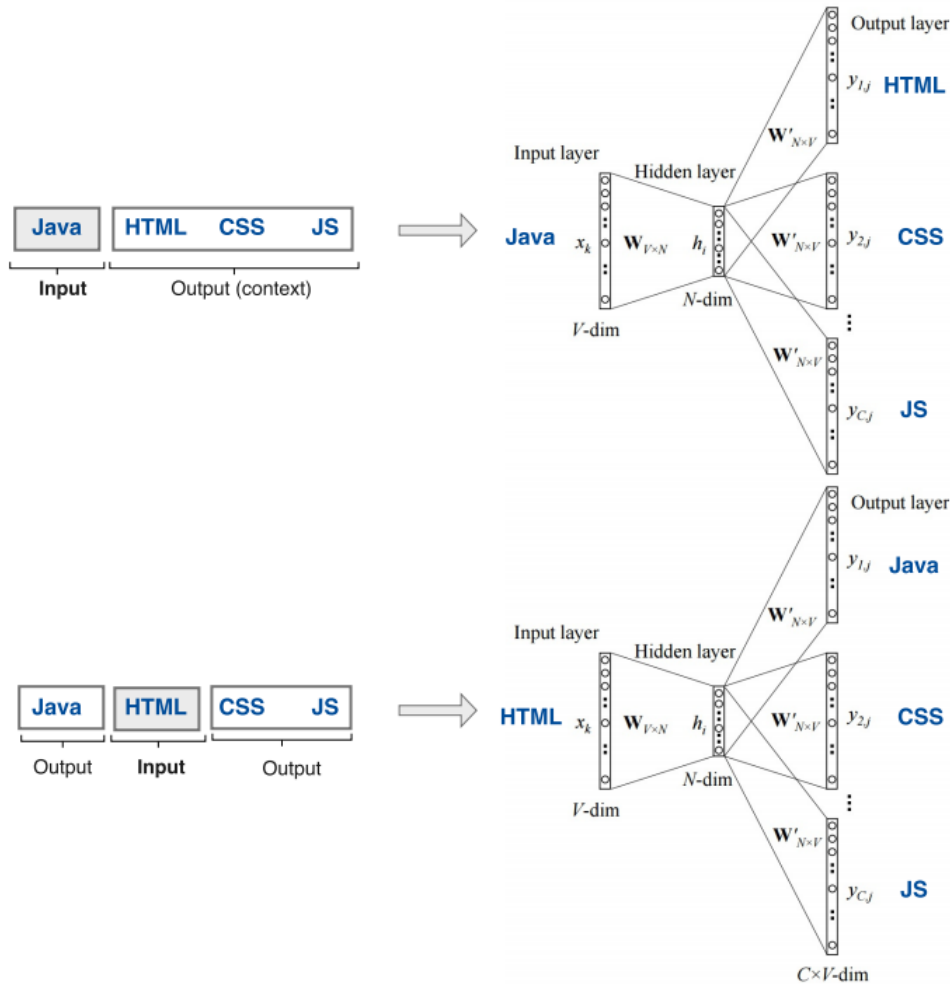 Output layer
y1,j HTML
W'N×V
Input layer
Hidden layer
Java HTML CSS JS
Java xk WV×N hi W'N×V y2,j CSS
Input Output (context)
N-dim
V-dim
...
W'N×V
yC,j JS
Output layer
y1,j Java
W'N×V
Input layer
Hidden layer
Java HTML CSS JS
HTML xk WV×N hi W'N×V y2,j CSS
Output Input Output
N-dim
V-dim
...
W'N×V
yC,j JS
C×V-dim